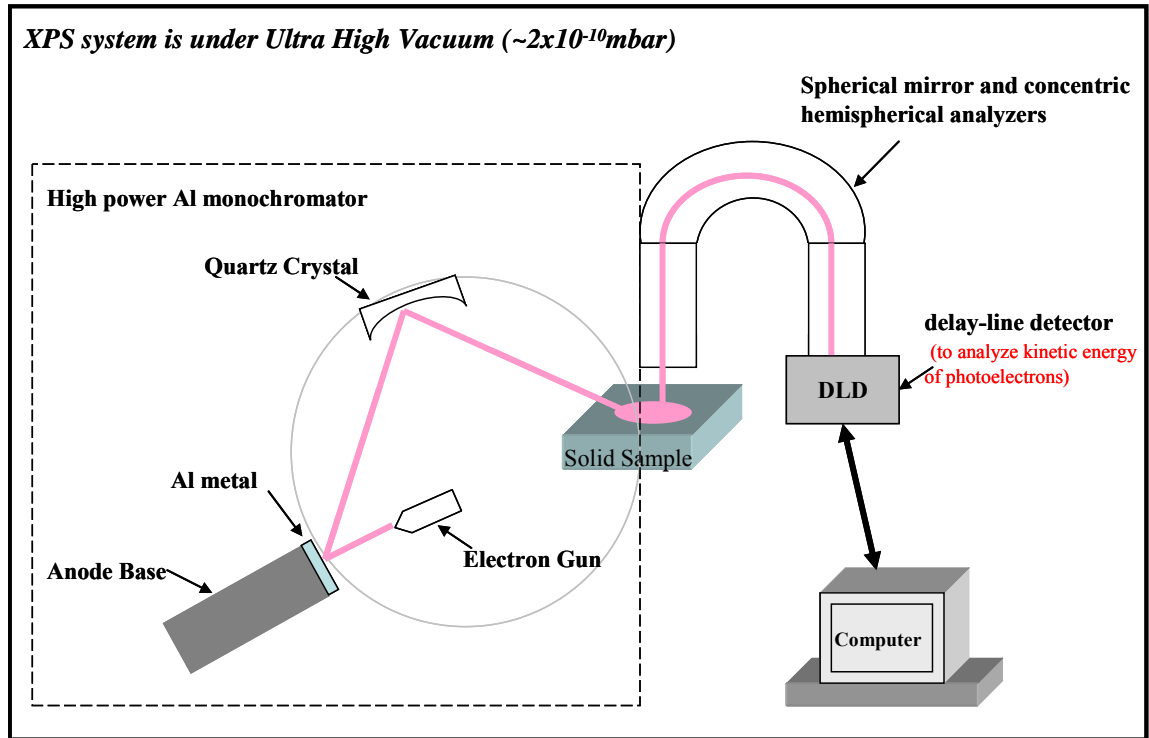 XPS system is under Ultra High Vacuum (~2x10⁻¹⁰mbar)
Spherical mirror and concentric
hemispherical analyzers
High power Al monochromator
Quartz Crystal
delay-line detector
(to analyze kinetic energy
of photoelectrons)
DLD
Solid Sample
Al metal
Electron Gun
Anode Base
Computer